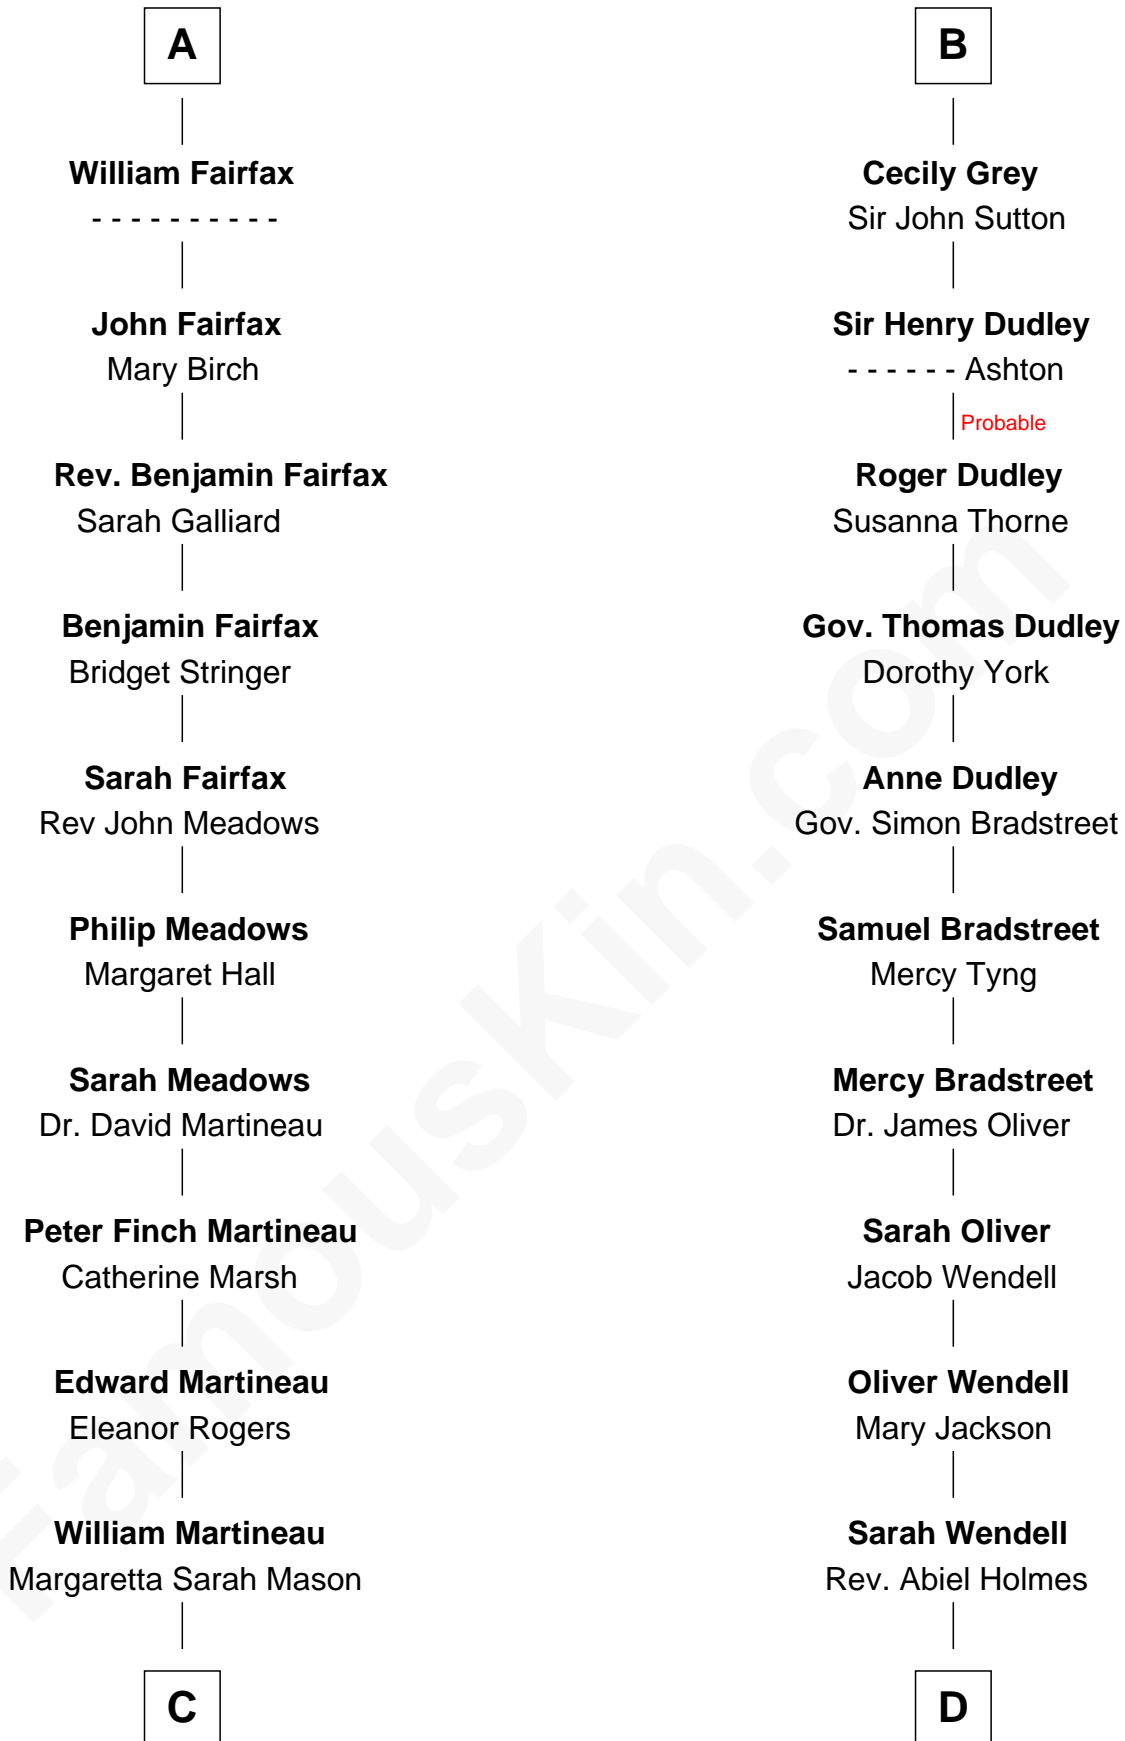 A
William Fairfax
- - - - - - - - - -
John Fairfax
Mary Birch
Rev. Benjamin Fairfax
Sarah Galliard
Benjamin Fairfax
Bridget Stringer
Sarah Fairfax
Rev John Meadows
Philip Meadows
Margaret Hall
Sarah Meadows
Dr. David Martineau
Peter Finch Martineau
Catherine Marsh
Edward Martineau
Eleanor Rogers
William Martineau
Margaretta Sarah Mason
C
B
Cecily Grey
Sir John Sutton
Sir Henry Dudley
- - - - - - Ashton
Probable
Roger Dudley
Susanna Thorne
Gov. Thomas Dudley
Dorothy York
Anne Dudley
Gov. Simon Bradstreet
Samuel Bradstreet
Mercy Tyng
Mercy Bradstreet
Dr. James Oliver
Sarah Oliver
Jacob Wendell
Oliver Wendell
Mary Jackson
Sarah Wendell
Rev. Abiel Holmes
D
FamousKin.com